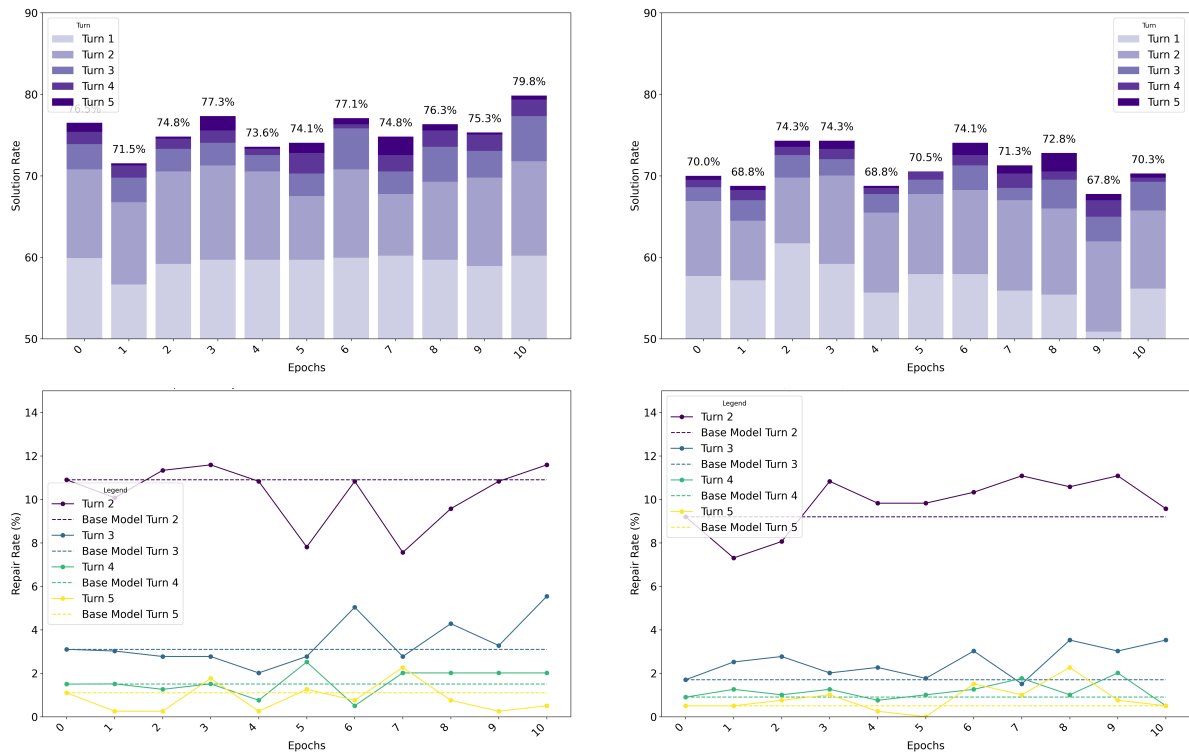 90
80
70
60
50
Solution Rate
Turn
Turn 1
Turn 2
Turn 3
Turn 4
Turn 5
76.5%
71.5%
74.8%
77.3%
73.6%
74.1%
77.1%
74.8%
76.3%
75.3%
79.8%
0 1 2 3 4 5 6 7 8 9 10
Epochs
90
80
70
60
50
Solution Rate
Turn
Turn 1
Turn 2
Turn 3
Turn 4
Turn 5
70.0%
68.8%
74.3%
74.3%
68.8%
70.5%
74.1%
71.3%
72.8%
67.8%
70.3%
0 1 2 3 4 5 6 7 8 9 10
Epochs
14
12
10
8
6
4
2
0
Repair Rate (%)
Legend
Turn 2
Base Model Turn 2
Turn 3
Base Model Turn 3
Turn 4
Base Model Turn 4
Turn 5
Base Model Turn 5
0 1 2 3 4 5 6 7 8 9 10
Epochs
14
12
10
8
6
4
2
0
Repair Rate (%)
Legend
Turn 2
Base Model Turn 2
Turn 3
Base Model Turn 3
Turn 4
Base Model Turn 4
Turn 5
Base Model Turn 5
0 1 2 3 4 5 6 7 8 9 10
Epochs